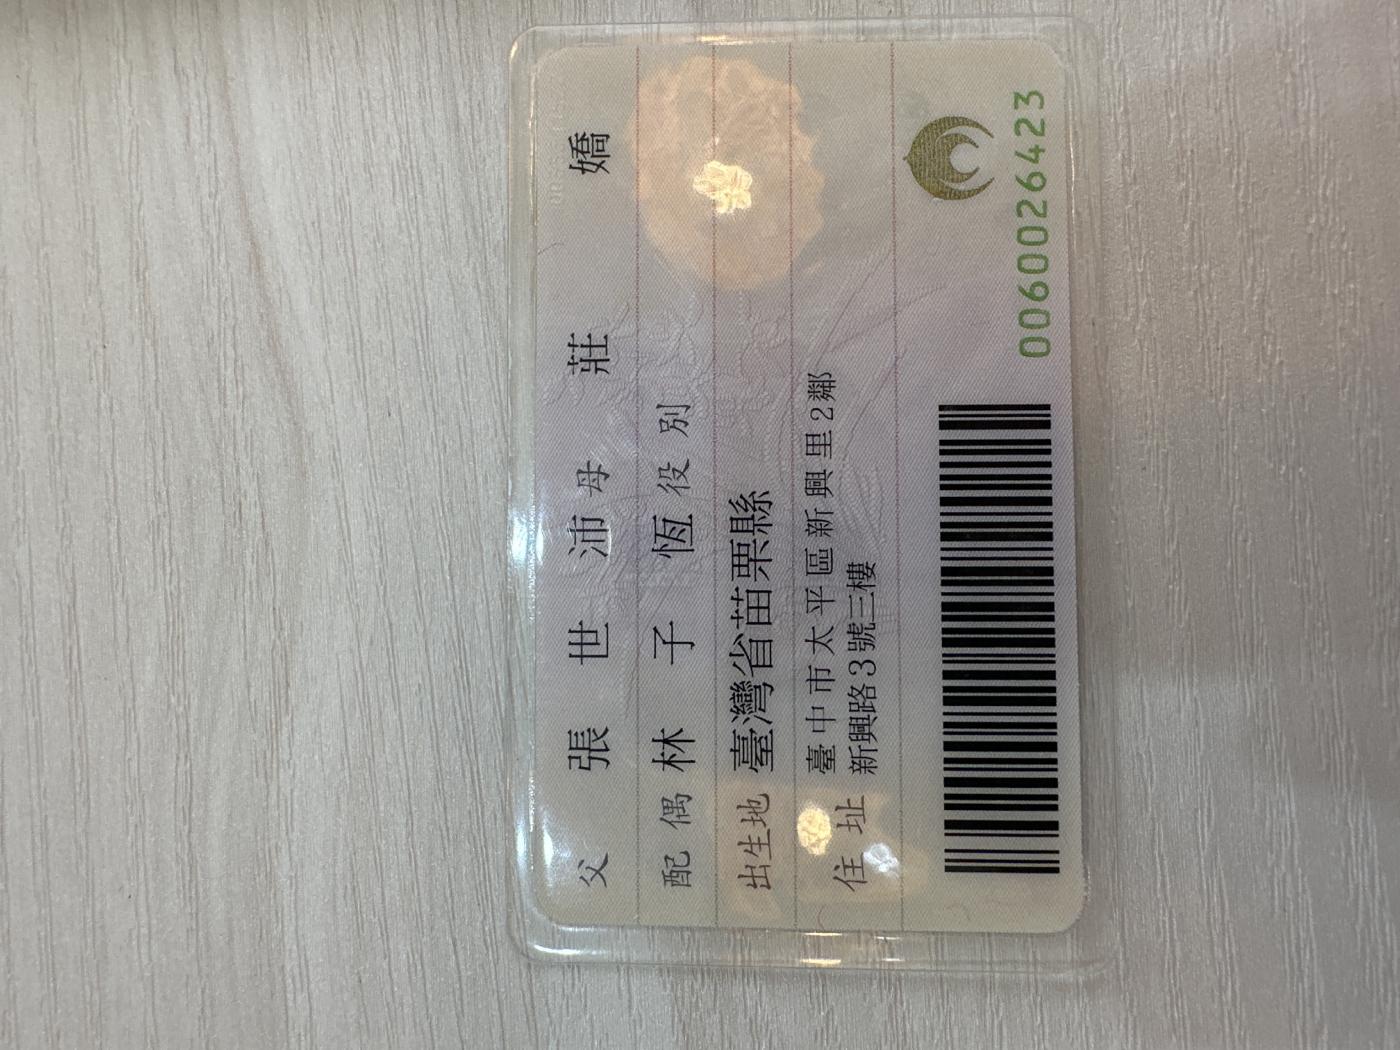 父 張世沛 母 莊嬌
配偶 林子恆 役別
出生地 臺灣省苗栗縣
住址 臺中市太平區新興里2鄰
新興路3號三樓
0060026423